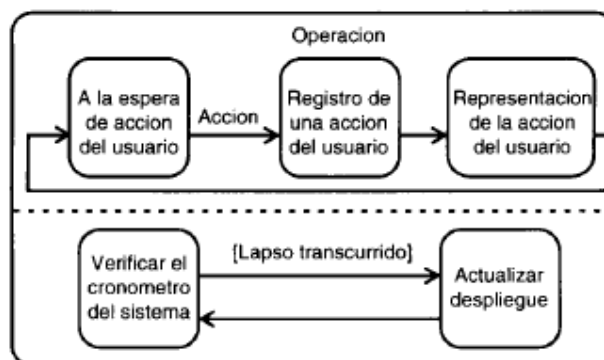 Operacion
A la espera
de accion
del usuario
Accion
Registro de
una accion
del usuario
Representacion
de la accion
del usuario
Verificar el
cronometro
del sistema
[Lapso transcurrido]
Actualizar
despliegue